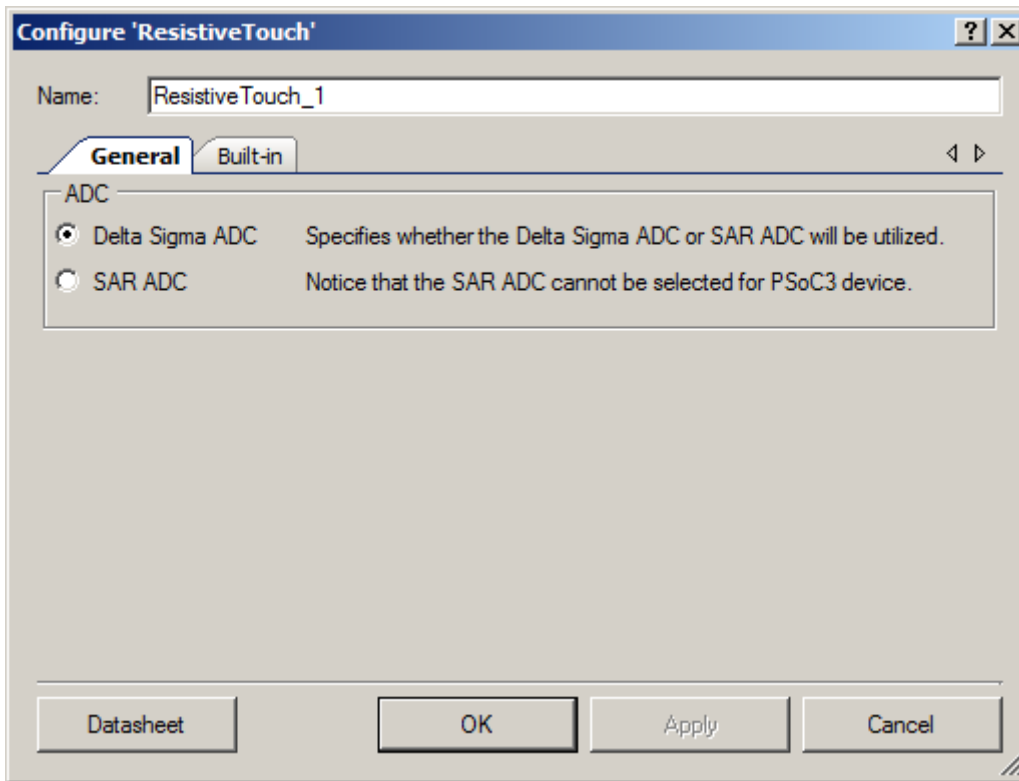 Configure 'ResistiveTouch'
Name: ResistiveTouch_1
General Built-in
ADC
Delta Sigma ADC Specifies whether the Delta Sigma ADC or SAR ADC will be utilized.
SAR ADC Notice that the SAR ADC cannot be selected for PSoC3 device.
Datasheet OK Apply Cancel